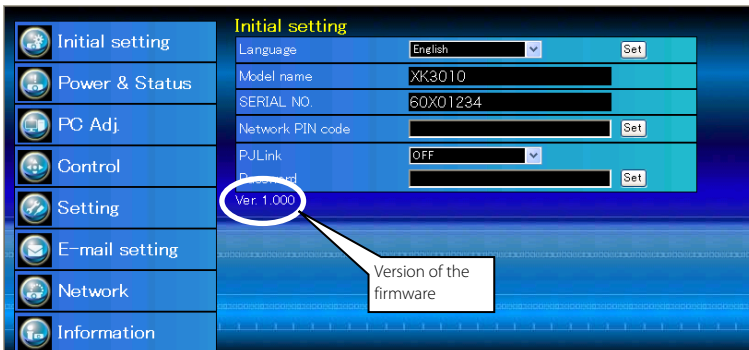 Initial setting
Power & Status
PC Adj.
Control
Setting
E-mail setting
Network
Information
Initial setting
Language English Set
Model name XK3010
SERIAL NO. 60X01234
Network PIN code Set
PJLink OFF
Password Set
Ver. 1.000
Version of the
firmware